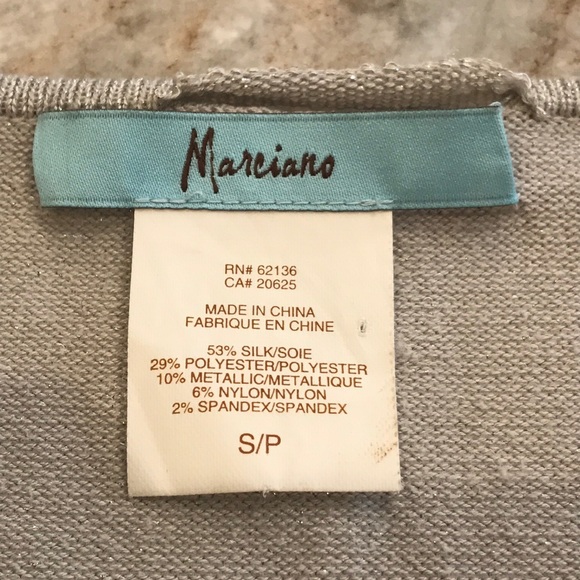 Marciano
RN# 62136
CA# 20625
MADE IN CHINA
FABRIQUE EN CHINE
53% SILK/SOIE
29% POLYESTER/POLYESTER
10% METALLIC/METALLIQUE
6% NYLON/NYLON
2% SPANDEX/SPANDEX
S/P